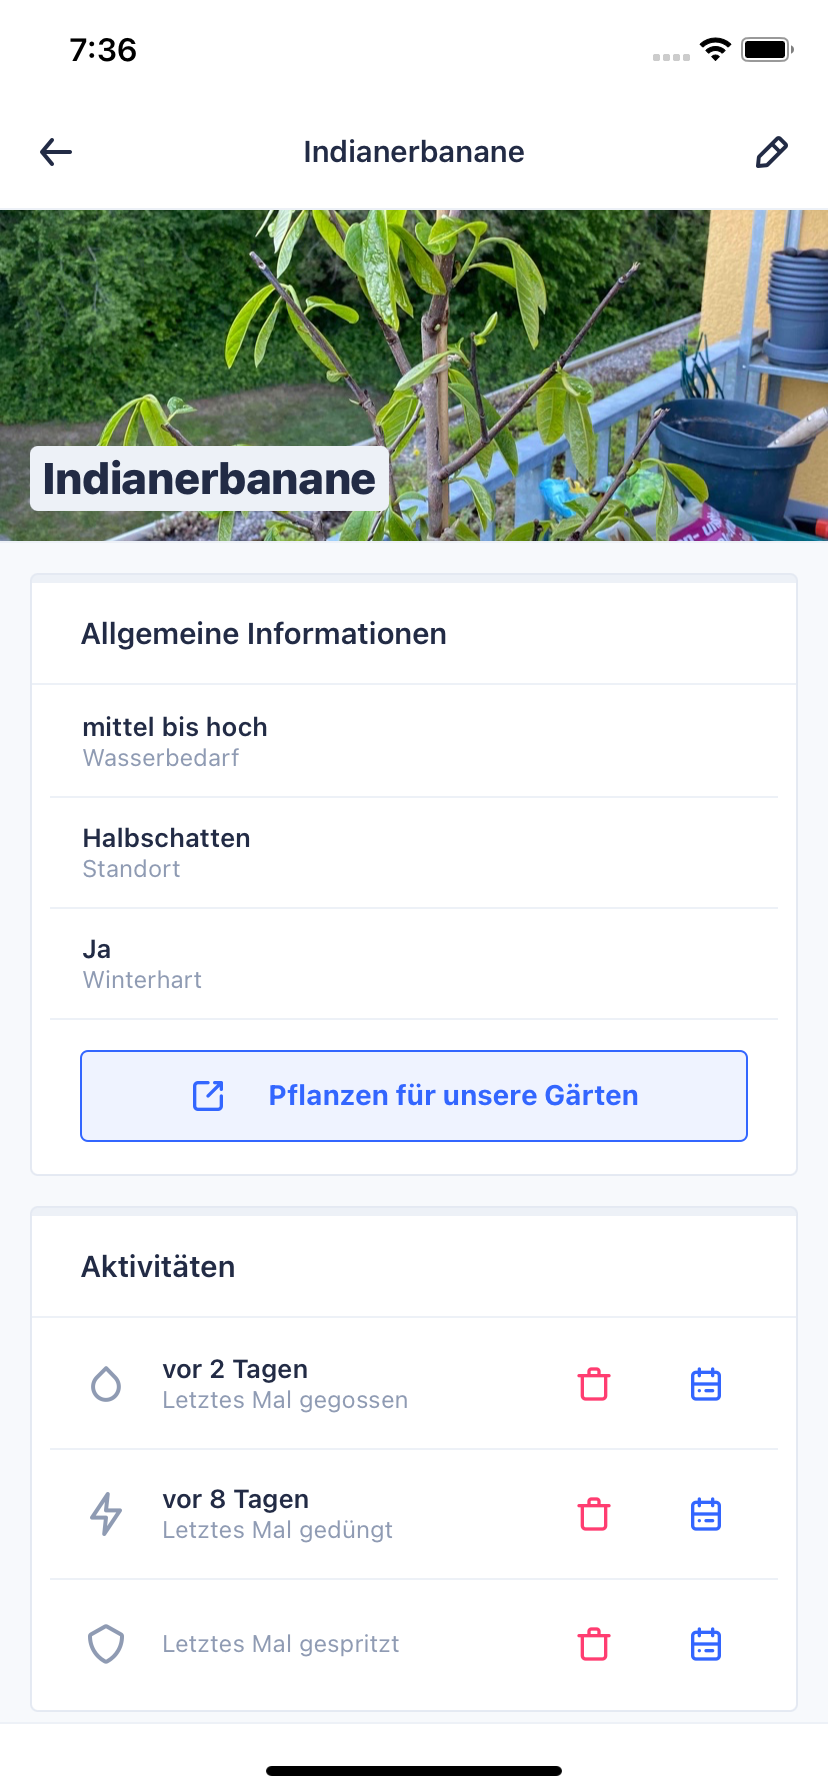 7:36
Indianerbanane
Indianerbanane
Allgemeine Informationen
mittel bis hoch
Wasserbedarf
Halbschatten
Standort
Ja
Winterhart
Pflanzen für unsere Gärten
Aktivitäten
vor 2 Tagen
Letztes Mal gegossen
vor 8 Tagen
Letztes Mal gedüngt
Letztes Mal gespritzt